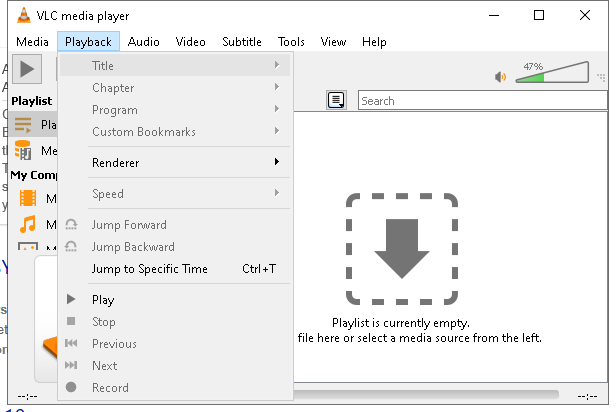 VLC media player
Media Playback Audio Video Subtitle Tools View Help
47%
Playlist
Search
My Comp
Title
Chapter
Program
Custom Bookmarks
Renderer
Speed
Jump Forward
Jump Backward
Jump to Specific Time Ctrl+T
Play
Stop
Previous
Next
Record
Playlist is currently empty.
file here or select a media source from the left.
--:-- --:--